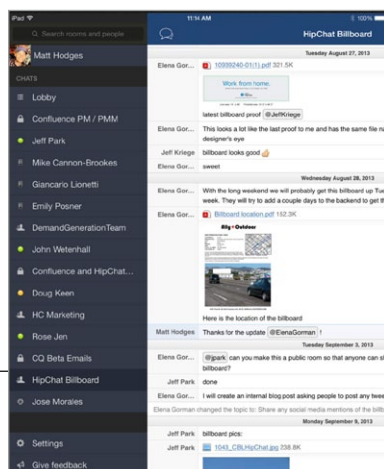 iPad
11:14 AM
100%
Q Search rooms and people
HipChat Billboard
Matt Hodges
CHATS
Lobby
Confluence PM / PMM
Jeff Park
Mike Cannon-Brookes
Giancarlo Lionetti
Emily Posner
DemandGenerationTeam
John Wetenhall
Confluence and HipChat...
Doug Keen
HC Marketing
Rose Jen
CQ Beta Emails
HipChat Billboard
Jose Morales
Settings
Give feedback
Tuesday August 27, 2013
Elena Gor... 10939240-01(1).pdf 321.5K
Work from home.
latest billboard proof @JeffKriege
Elena Gor... This looks a lot like the last proof to me and has the same file na
designer's eye
Jeff Kriege billboard looks good
Elena Gor... sweet
Wednesday August 28, 2013
Elena Gor... With the long weekend we will probably get this billboard up Tue
week. They will try to add a couple days to the backend to get th
Elena Gor... Billboard location.pdf 152.3K
Outdoor
Here is the location of the billboard
Matt Hodges Thanks for the update @ElenaGorman !
Tuesday September 3, 2013
Elena Gor... @jpark can you make this a public room so that anyone can s
billboard?
Jeff Park done
Elena Gor... I will create an internal blog post asking people to post any twee
Elena Gorman changed the topic to: Share any social media mentions of the billb
Monday September 9, 2013
Jeff Park billboard pics:
Jeff Park 1043_CBLHipChat.jpg 238.8K